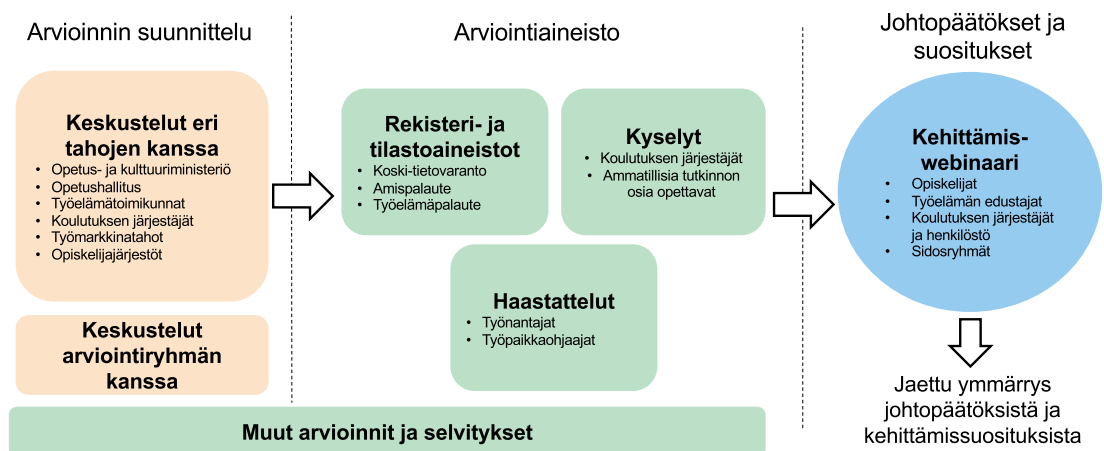 Arvioinnin suunnittelu
Keskustelut eri
tahojen kanssa
• Opetus- ja kulttuuriministeriö
• Opetushallitus
• Työelämätoimikunnat
• Koulutuksen järjestäjät
• Työmarkkinatahot
• Opiskelijajärjestöt
Keskustelut
arviointiryhmän
kanssa
Arviointiaineisto
Rekisteri- ja
tilastoaineistot
• Koski-tietovaranto
• Amispalaute
• Työelämäpalaute
Kyselyt
• Koulutuksen järjestäjät
• Ammatillisia tutkinnon
osia opettavat
Haastattelut
• Työnantajat
• Työpaikkaohjaajat
Muut arvioinnit ja selvitykset
Johtopäätökset ja
suositukset
Kehittämis-
webinaari
• Opiskelijat
• Työelämän edustajat
• Koulutuksen järjestäjät
ja henkilöstö
• Sidosryhmät
Jaettu ymmärrys
johtopäätöksistä ja
kehittämissuosituksista